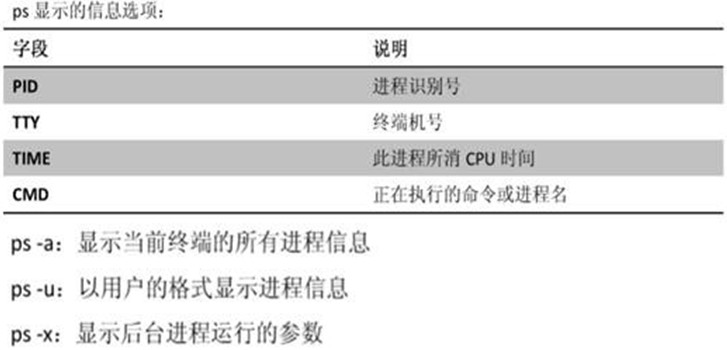 ps 显示的信息选项：
字段 说明
PID 进程识别号
TTY 终端机号
TIME 此进程所消 CPU 时间
CMD 正在执行的命令或进程名
ps -a：显示当前终端的所有进程信息
ps -u：以用户的格式显示进程信息
ps -x：显示后台进程运行的参数